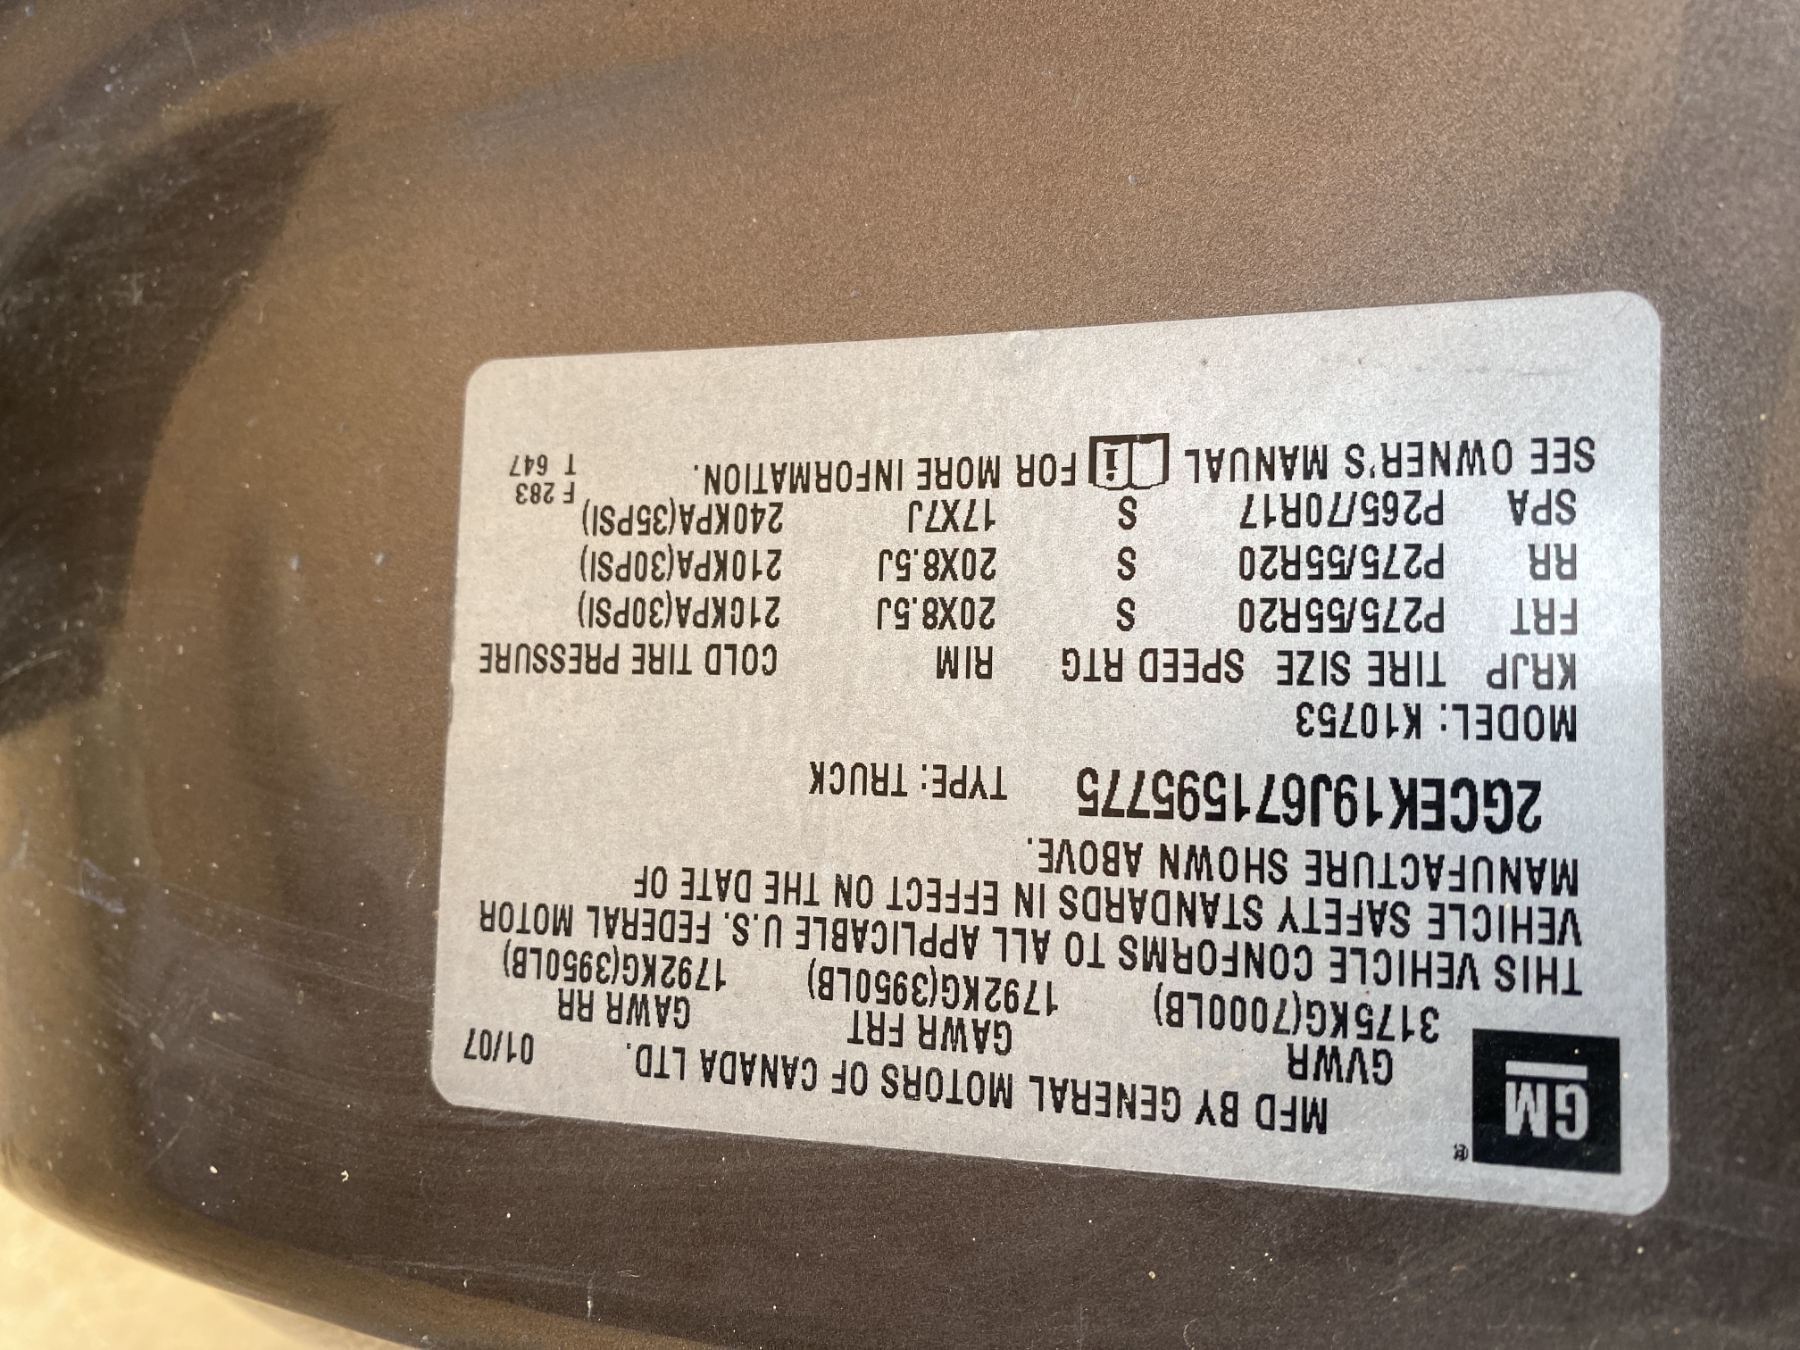 MFD BY GENERAL MOTORS OF CANADA LTD. 01/07
GM ®
GVWR GAWR FRT GAWR RR
3175KG(7000LB) 1792KG(3950LB) 1792KG(3950LB)
THIS VEHICLE CONFORMS TO ALL APPLICABLE U.S. FEDERAL MOTOR
VEHICLE SAFETY STANDARDS IN EFFECT ON THE DATE OF
MANUFACTURE SHOWN ABOVE.
2GCEK19J671595775 TYPE: TRUCK
MODEL: K10753
KRJP TIRE SIZE SPEED RTG RIM COLD TIRE PRESSURE
FRT P275/55R20 S 20X8.5J 210KPA(30PSI)
RR P275/55R20 S 20X8.5J 210KPA(30PSI)
SPA P265/70R17 S 17X7J 240KPA(35PSI)
F 283
SEE OWNER'S MANUAL i FOR MORE INFORMATION. T 647